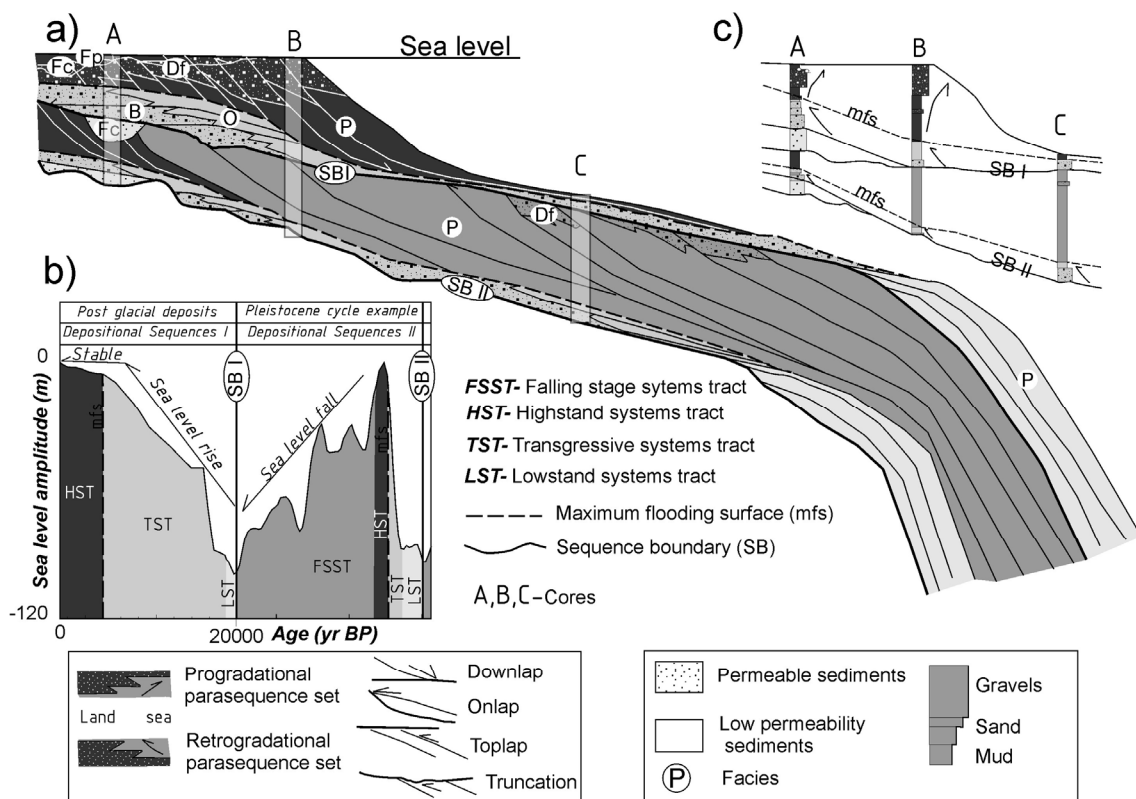 a)
A
B
Sea level
Fp
Fc
Df
B
O
Fc
P
SBI
P
Df
C
SB II
P
c)
A
B
C
mfs
SB I
mfs
SB II
b)
Post glacial deposits
Pleistocene cycle example
Depositional Sequences I
Depositional Sequences II
0
Stable
Sea level rise
SB I
Sea level fall
SB II
mfs
mfs
Sea level amplitude (m)
HST
TST
LST
FSST
HST
TST
LST
-120
0
20000
Age (yr BP)
FSST- Falling stage sytems tract
HST- Highstand systems tract
TST- Transgressive systems tract
LST- Lowstand systems tract
Maximum flooding surface (mfs)
Sequence boundary (SB)
A,B,C-Cores
Progradational
parasequence set
Land sea
Retrogradational
parasequence set
Downlap
Onlap
Toplap
Truncation
Permeable sediments
Low permeability
sediments
P Facies
Gravels
Sand
Mud